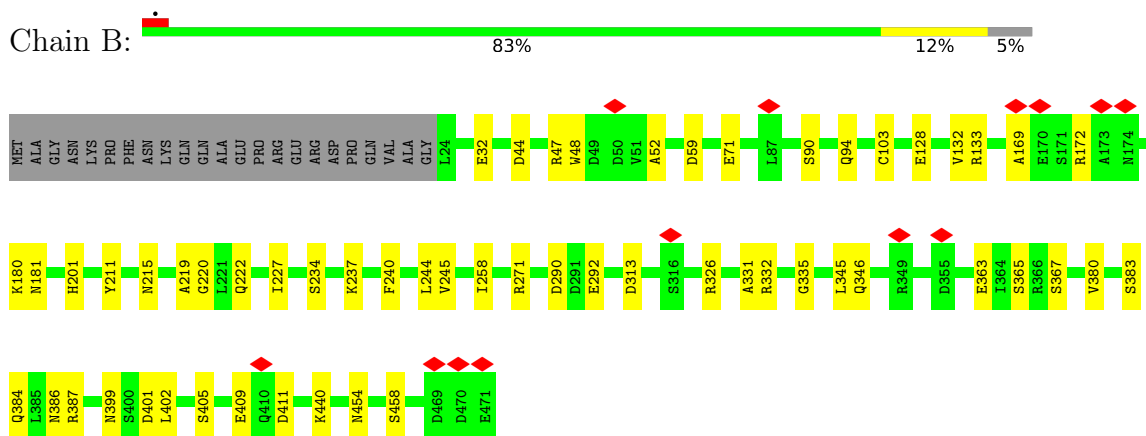 Chain B:
83% 12% 5%
MET ALA GLY ASN LYS PRO PHE ASN LYS GLN GLN ALA GLU PRO ARG GLU ARG ASP PRO GLN VAL ALA GLY L24 E32 D44 R47 W48 D49 D50 V51 A52 D59 E71 L87 S90 Q94 C103 E128 V132 R133 A169 E170 S171 R172 A173 N174
K180 N181 H201 Y211 N215 A219 G220 L221 Q222 I227 S234 K237 F240 L244 V245 I258 R271 D290 D291 E292 D313 S316 R326 A331 R332 G335 L345 Q346 R349 D355 E363 I364 S365 R366 S367 V380 S383
Q384 L385 N386 R387 N399 S400 D401 L402 S405 E409 Q410 D411 K440 N454 S458 D469 D470 E471